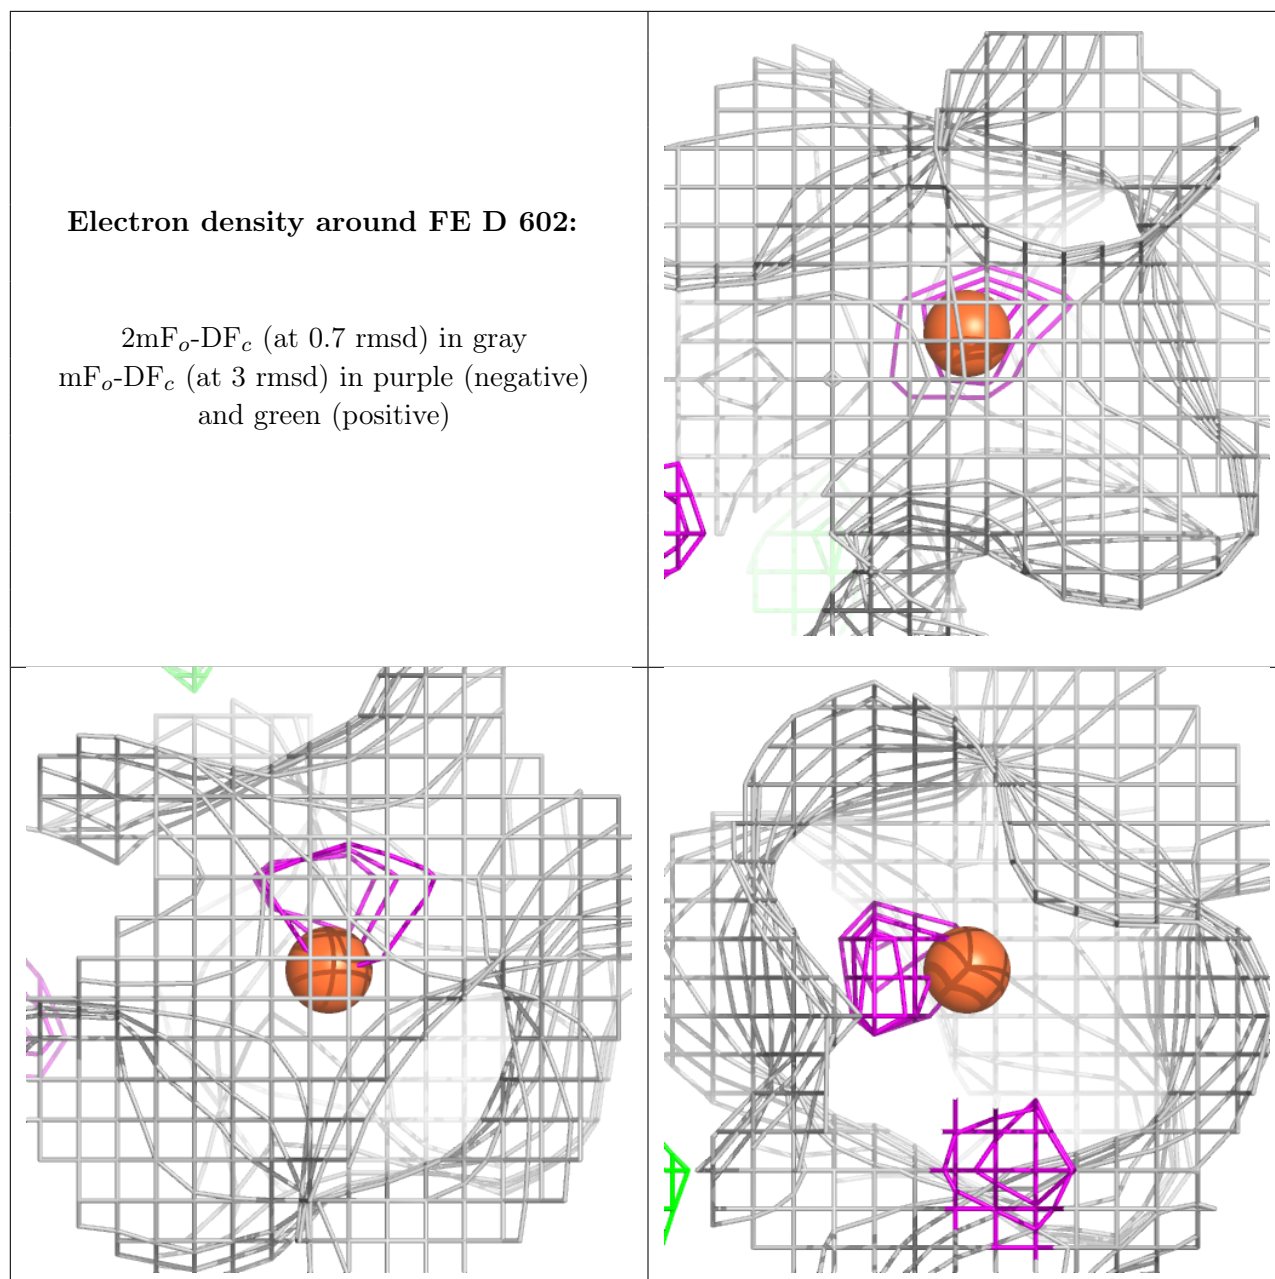 Electron density around FE D 602:
2mFo-DFc (at 0.7 rmsd) in gray
mFo-DFc (at 3 rmsd) in purple (negative)
and green (positive)